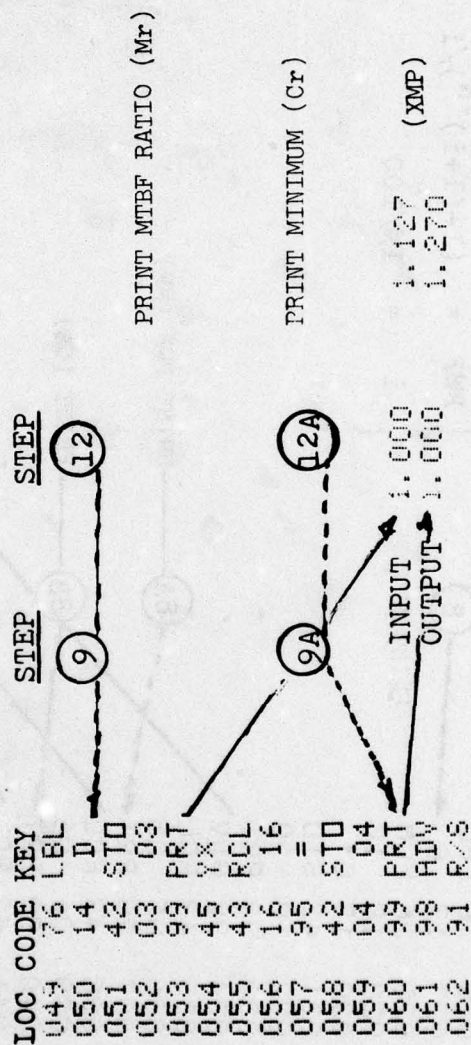 LOC CODE KEY STEP STEP
049 76 LBL
050 14 D 9 12
051 42 STO
052 03 03 PRINT MTBF RATIO (Mr)
053 99 PRT
054 45 YX
055 43 RCL
056 16 16
057 95 = PRINT MINIMUM (Cr)
058 42 STO 9A 12A
059 04 04
060 99 PRT INPUT 1.000 1.127 (XMP)
061 98 ADV OUTPUT 1.000 1.270
062 91 R/S